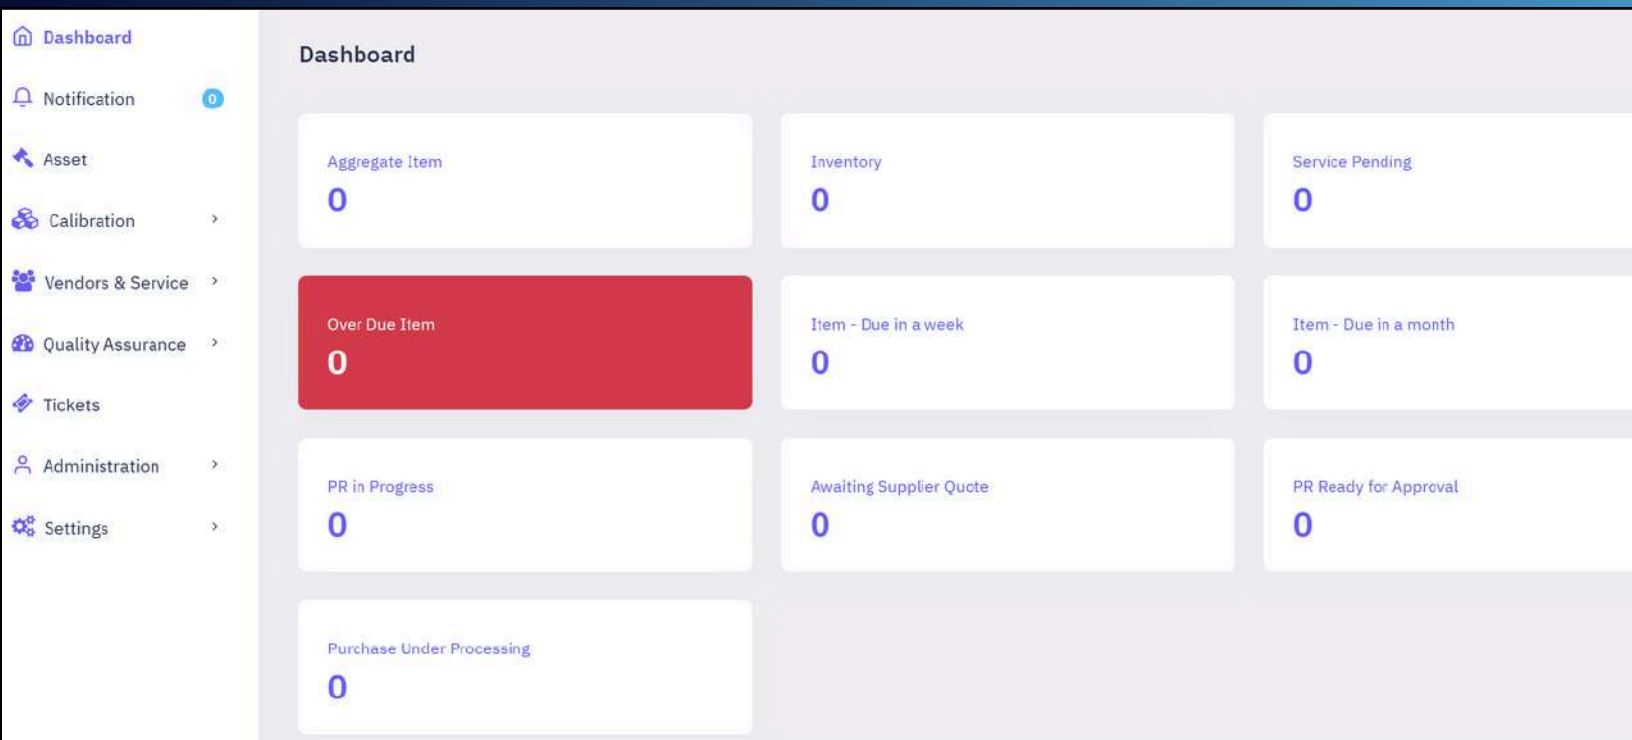 Dashboard
Notification 0
Asset
Calibration
Vendors & Service
Quality Assurance
Tickets
Administration
Settings
Dashboard
Aggregate Item
0
Inventory
0
Service Pending
0
Over Due Item
0
Item - Due in a week
0
Item - Due in a month
0
PR in Progress
0
Awaiting Supplier Quote
0
PR Ready for Approval
0
Purchase Under Processing
0